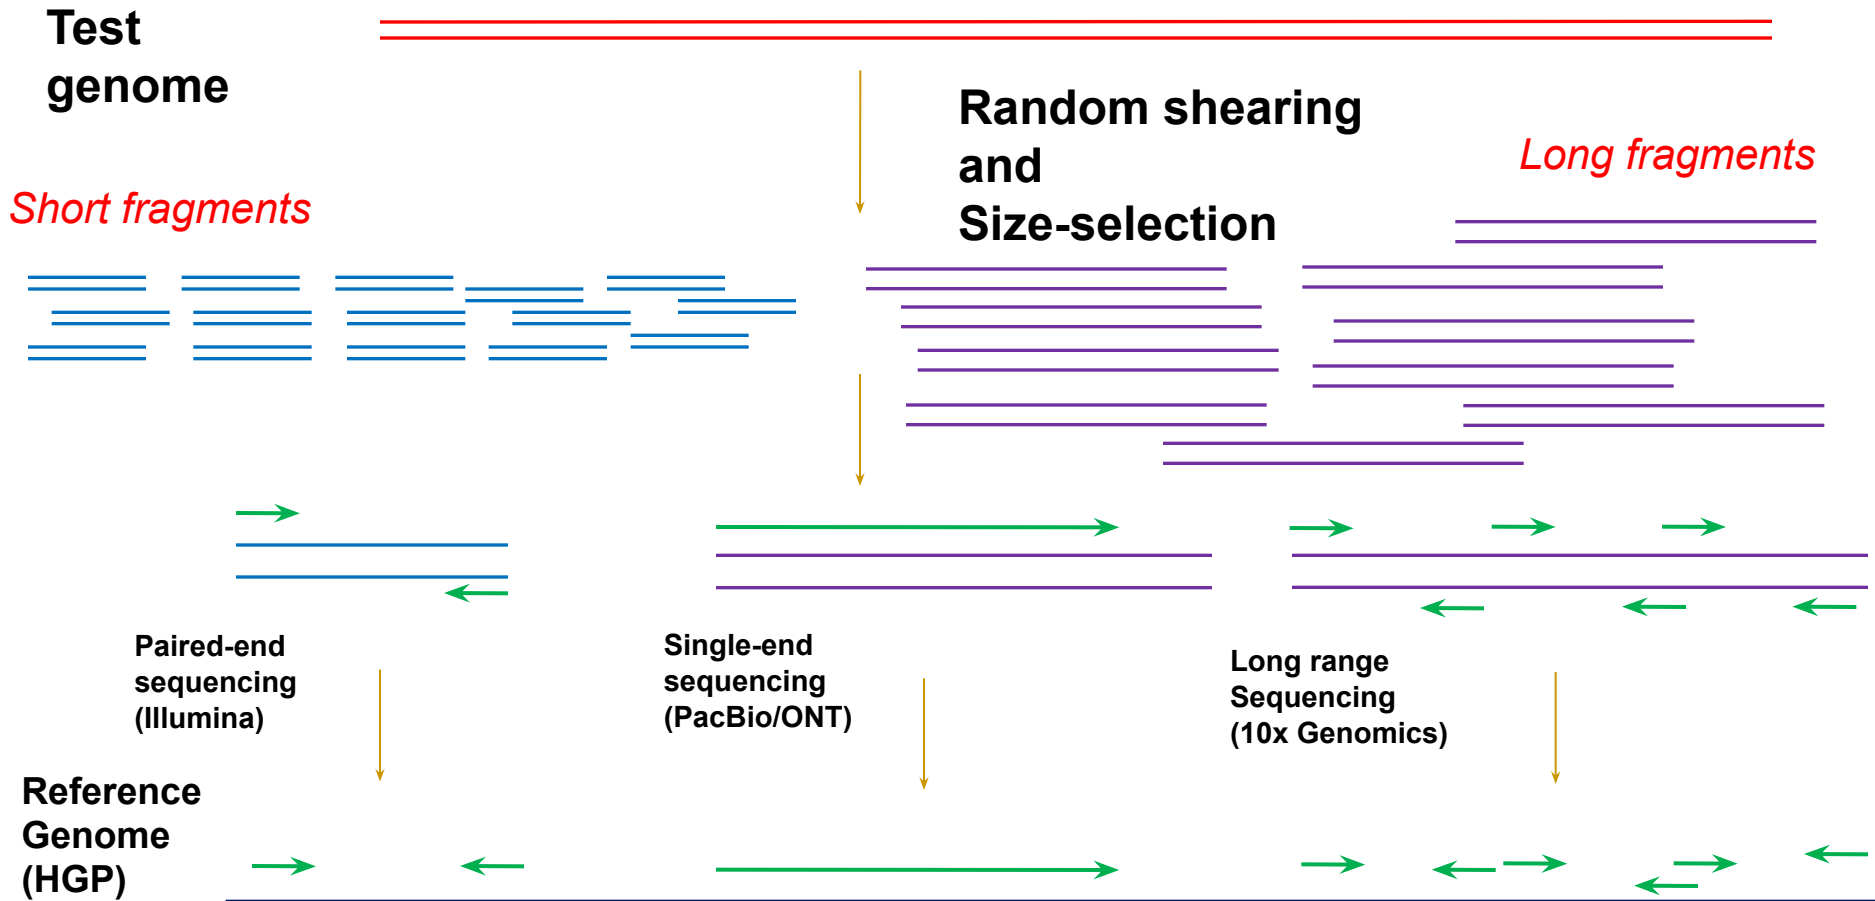 Test
genome
Random shearing
and
Size-selection
Long fragments
Short fragments
Paired-end
sequencing
(Illumina)
Single-end
sequencing
(PacBio/ONT)
Long range
Sequencing
(10x Genomics)
Reference
Genome
(HGP)